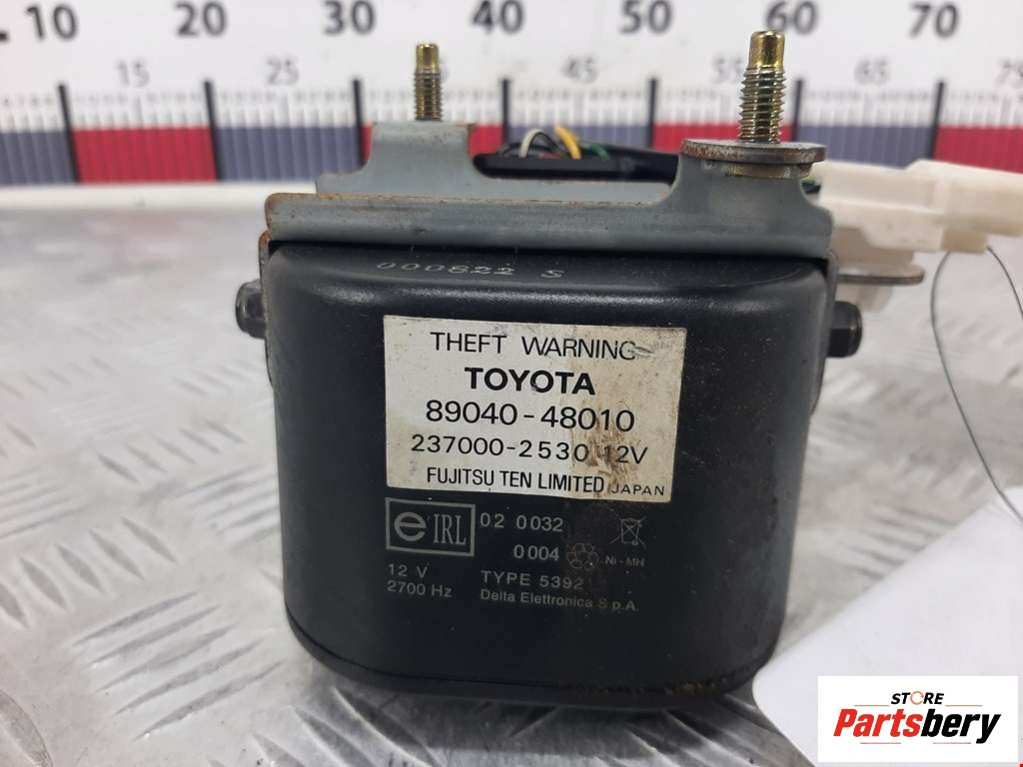 10 20 30 40 50 60 70
15 25 45 55 65 75
000622 S
THEFT WARNING
TOYOTA
89040-48010
237000-2530 12V
FUJITSU TEN LIMITED JAPAN
e IRL 02 0032
0004 Ni-MH
12 V TYPE 5392
2700 Hz Delta Elettronica S.p.A.
STORE
Partsbery